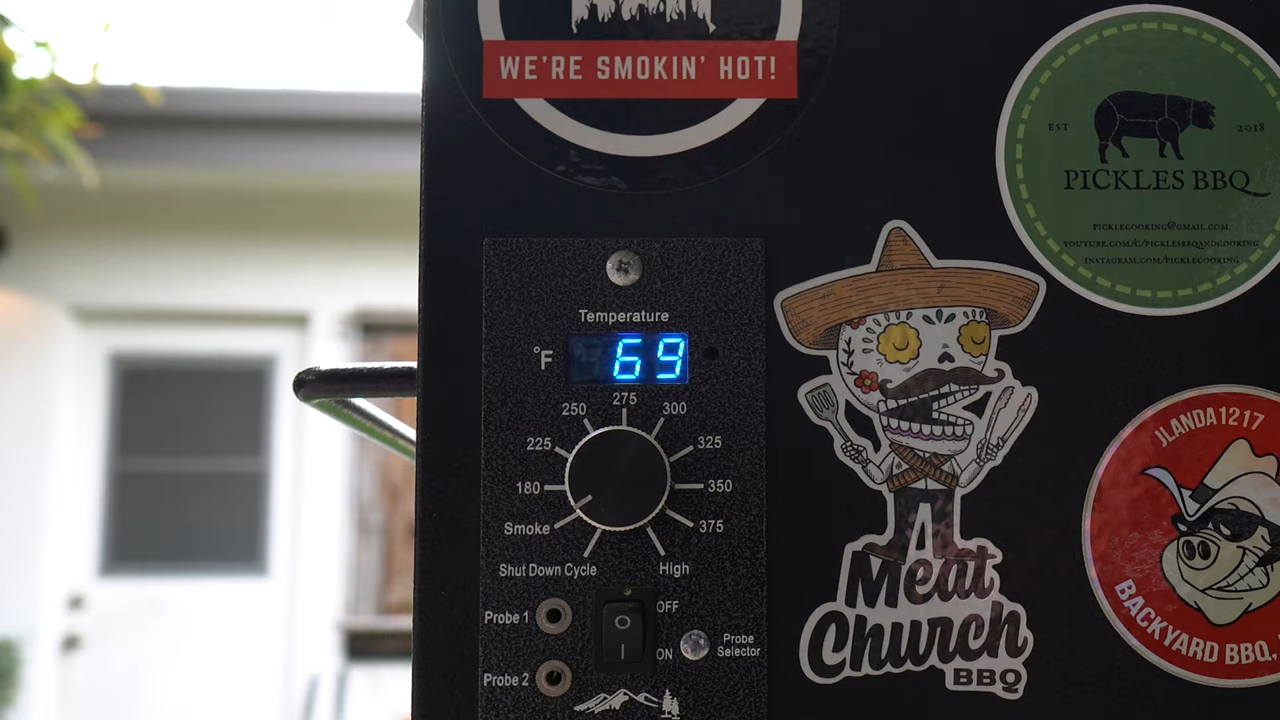 WE'RE SMOKIN' HOT!
EST 2018
PICKLES BBQ
PICKLECOOKING@GMAIL.COM
YOUTUBE.COM/C/PICKLESBBQANDCOOKING
INSTAGRAM.COM/PICKLECOOKING
Temperature
°F 69
275
250 300
225 325
180 350
Smoke 375
Shut Down Cycle High
Probe 1 OFF
ON Probe Selector
Probe 2
Meat
Church
BBQ
JLANDA1217
BACKYARD BBQ,